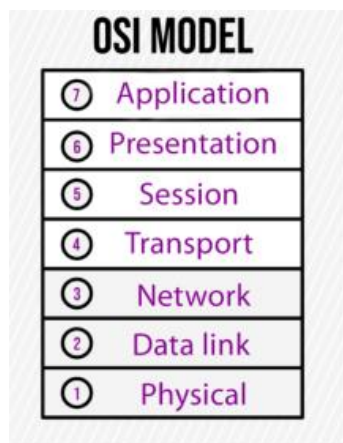 OSI MODEL
7 Application
6 Presentation
5 Session
4 Transport
3 Network
2 Data link
1 Physical